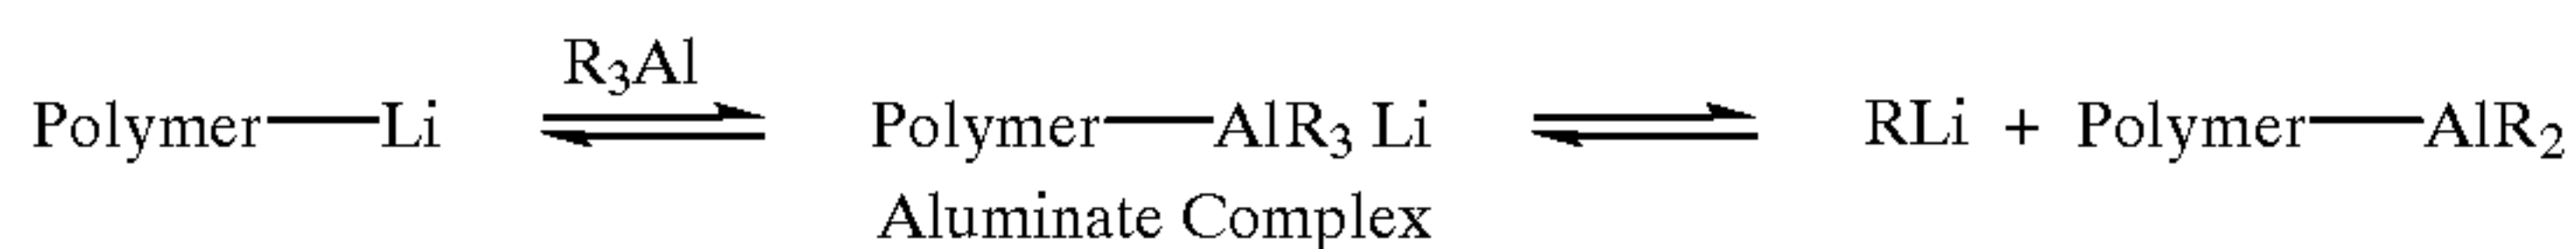 R₃Al
Polymer—Li ⇌ Polymer—AlR₃ Li ⇌ RLi + Polymer—AlR₂
Aluminate Complex